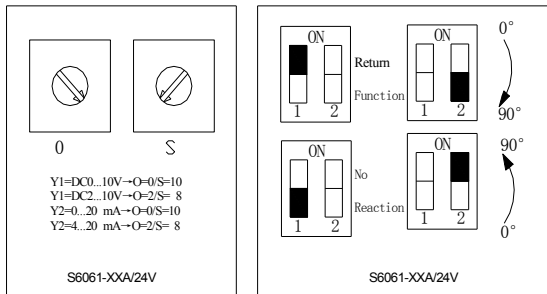 O
S
Y1=DC0...10V→O=0/S=10
Y1=DC2...10V→O=2/S= 8
Y2=0...20 mA→O=0/S=10
Y2=4...20 mA→O=2/S= 8
S6061-XXA/24V
ON
1 2
Return
Function
ON
1 2
0°
90°
ON
1 2
No
Reaction
ON
1 2
90°
0°
S6061-XXA/24V